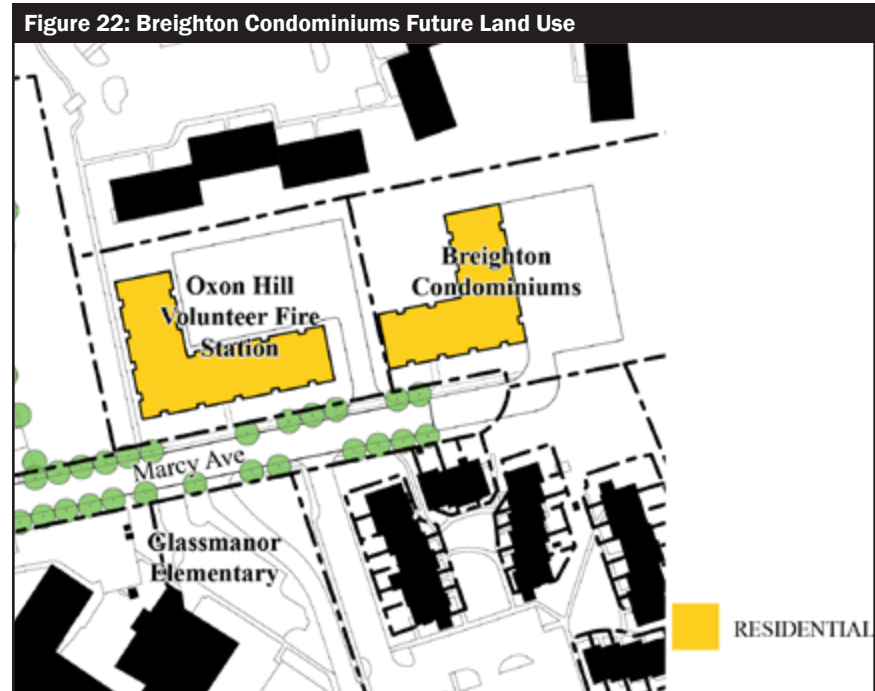 Figure 22: Breighton Condominiums Future Land Use
Breighton
Condominiums
Oxon Hill
Volunteer Fire
Station
Marcy Ave
Glassmanor
Elementary
RESIDENTIAL